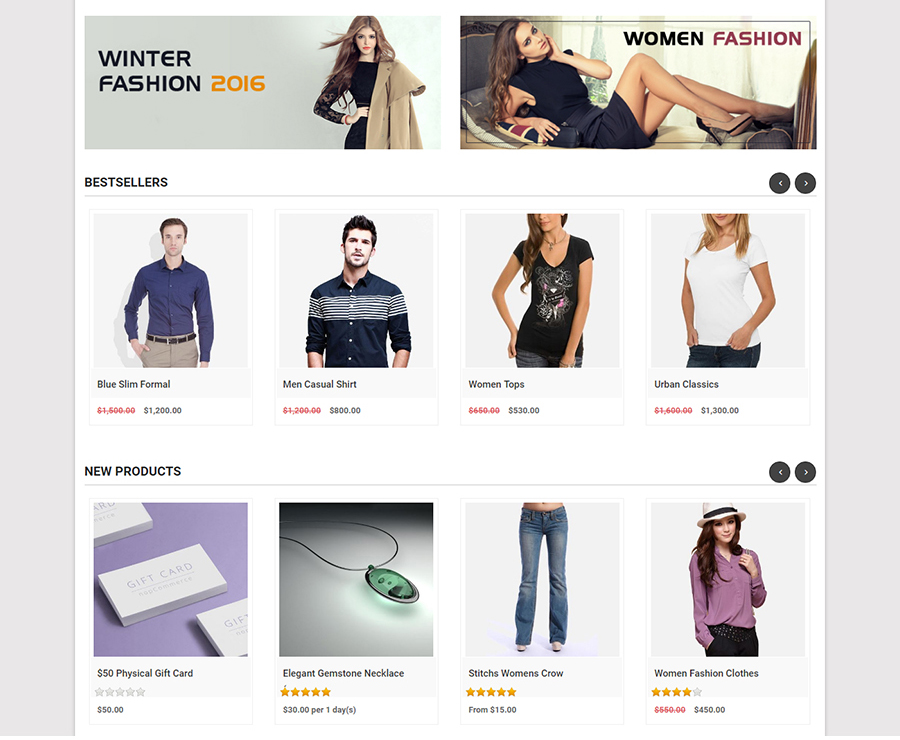 WINTER
FASHION 2016
WOMEN FASHION
BESTSELLERS
Blue Slim Formal
Men Casual Shirt
Women Tops
Urban Classics
$1,500.00 $1,200.00
$1,200.00 $800.00
$650.00 $530.00
$1,600.00 $1,300.00
NEW PRODUCTS
GIFT CARD
nopCommerce
$50 Physical Gift Card
Elegant Gemstone Necklace
Stitchs Womens Crow
Women Fashion Clothes
$50.00
$30.00 per 1 day(s)
From $15.00
$550.00 $450.00